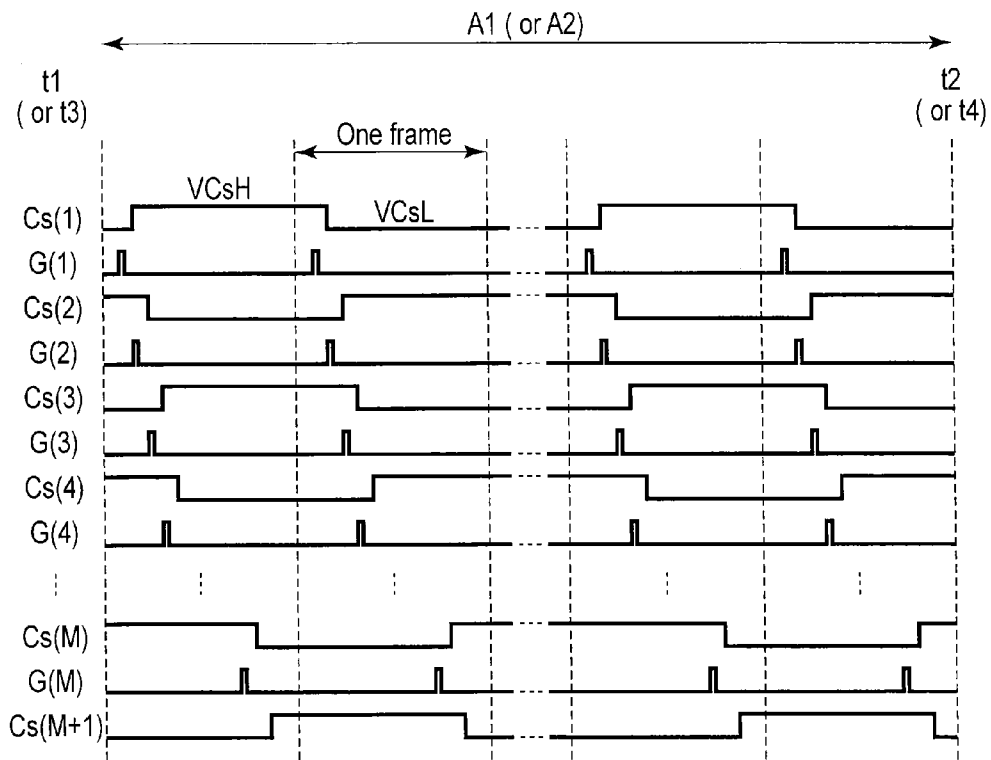 A1 ( or A2)
t1
( or t3)
t2
( or t4)
One frame
VCsH
VCsL
Cs(1)
G(1)
Cs(2)
G(2)
Cs(3)
G(3)
Cs(4)
G(4)
Cs(M)
G(M)
Cs(M+1)